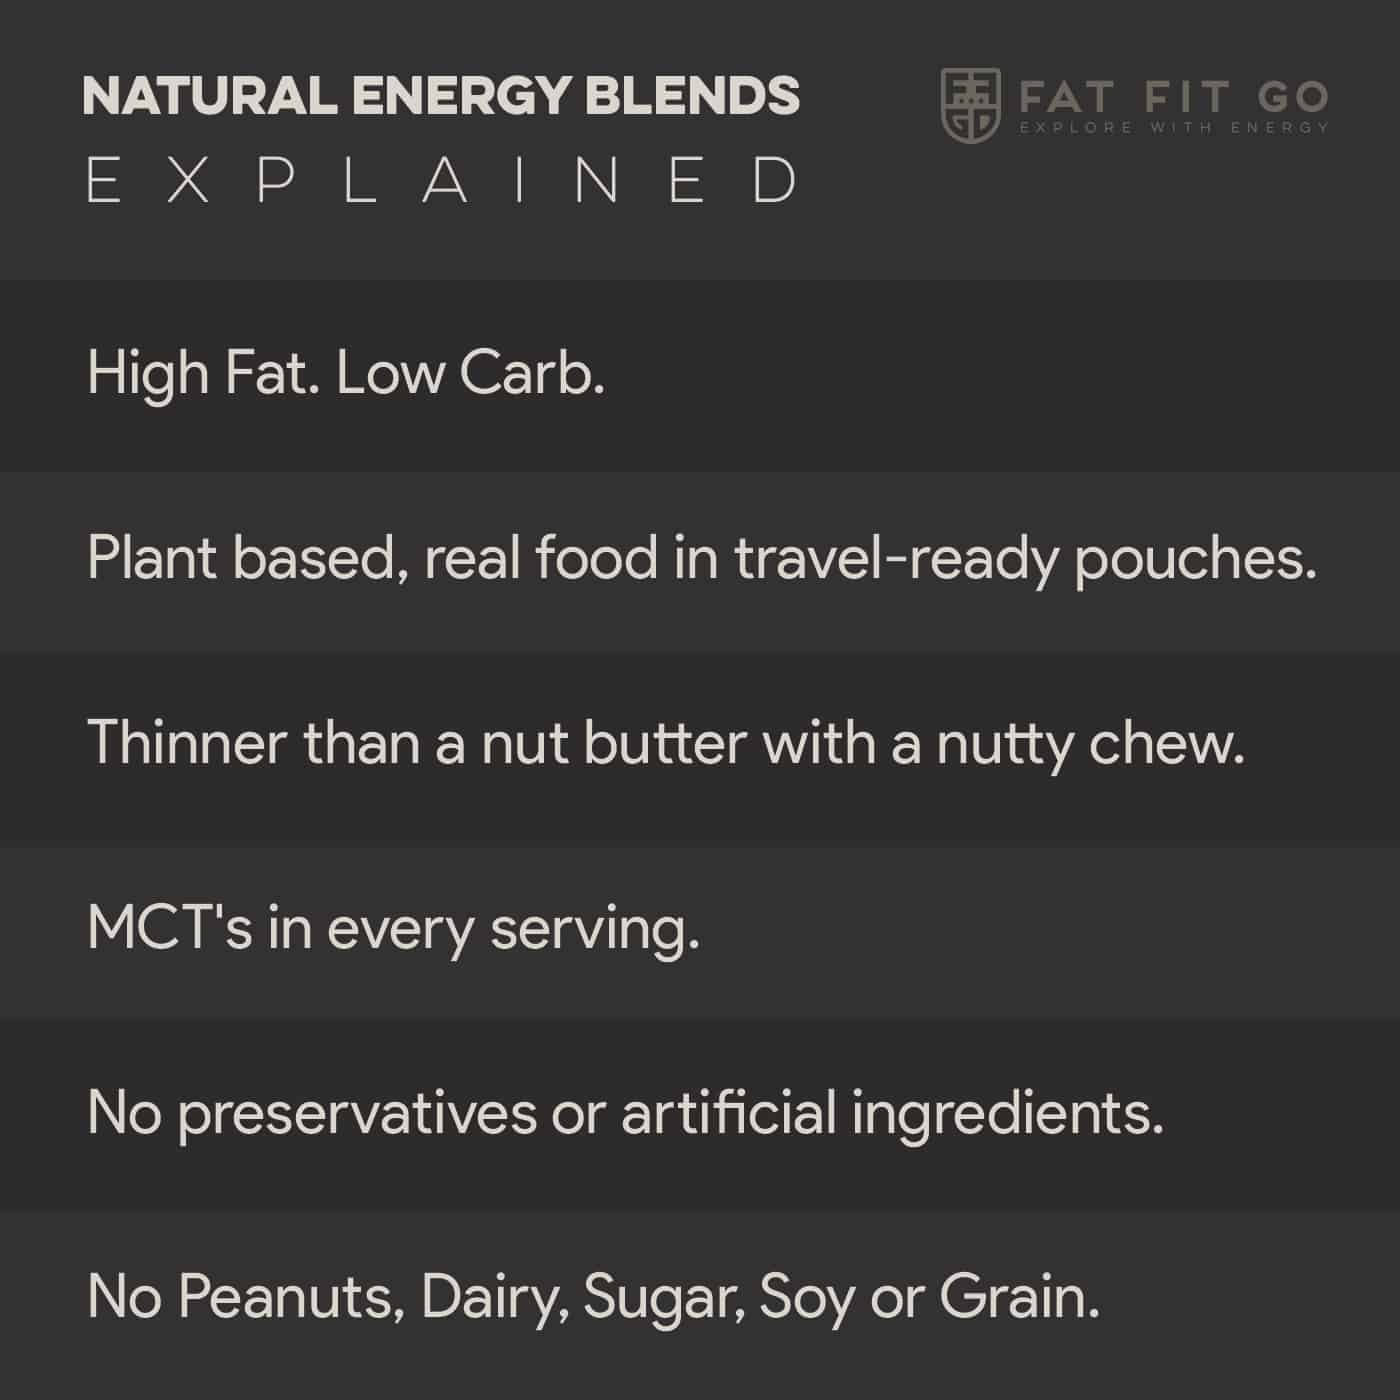 NATURAL ENERGY BLENDS
EXPLAINED
FAT FIT GO
EXPLORE WITH ENERGY
High Fat. Low Carb.
Plant based, real food in travel-ready pouches.
Thinner than a nut butter with a nutty chew.
MCT's in every serving.
No preservatives or artificial ingredients.
No Peanuts, Dairy, Sugar, Soy or Grain.